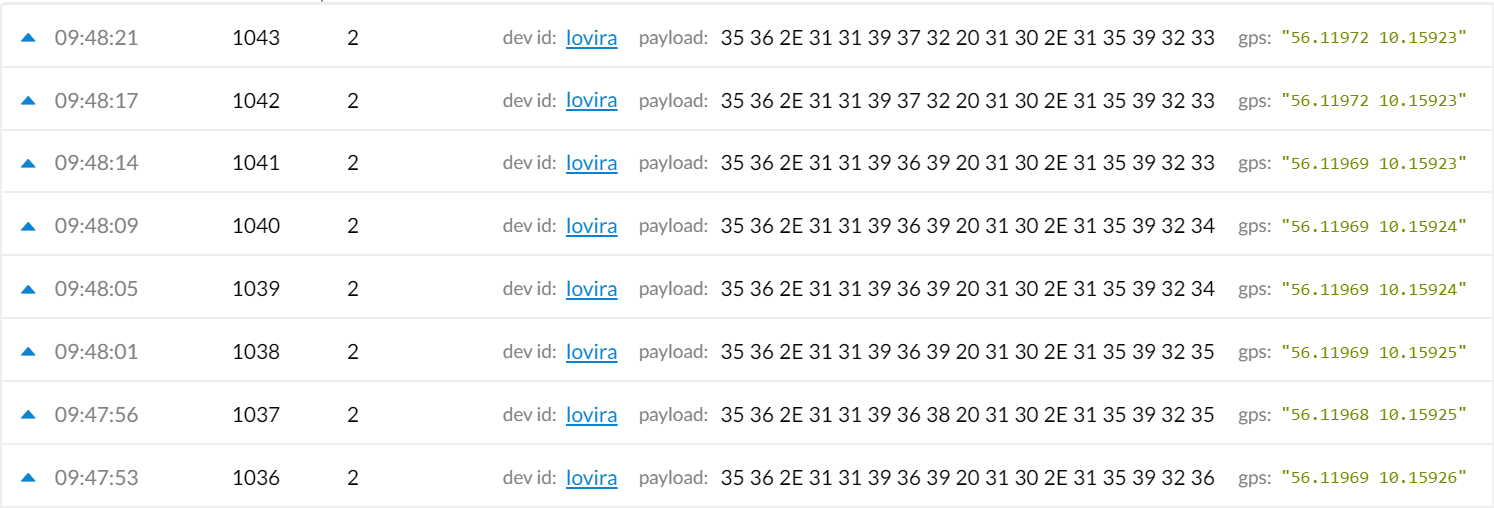 09:48:21 1043 2 dev id: lovira payload: 35 36 2E 31 31 39 37 32 20 31 30 2E 31 35 39 32 33 gps: "56.11972 10.15923"
09:48:17 1042 2 dev id: lovira payload: 35 36 2E 31 31 39 37 32 20 31 30 2E 31 35 39 32 33 gps: "56.11972 10.15923"
09:48:14 1041 2 dev id: lovira payload: 35 36 2E 31 31 39 36 39 20 31 30 2E 31 35 39 32 33 gps: "56.11969 10.15923"
09:48:09 1040 2 dev id: lovira payload: 35 36 2E 31 31 39 36 39 20 31 30 2E 31 35 39 32 34 gps: "56.11969 10.15924"
09:48:05 1039 2 dev id: lovira payload: 35 36 2E 31 31 39 36 39 20 31 30 2E 31 35 39 32 34 gps: "56.11969 10.15924"
09:48:01 1038 2 dev id: lovira payload: 35 36 2E 31 31 39 36 39 20 31 30 2E 31 35 39 32 35 gps: "56.11969 10.15925"
09:47:56 1037 2 dev id: lovira payload: 35 36 2E 31 31 39 36 38 20 31 30 2E 31 35 39 32 35 gps: "56.11968 10.15925"
09:47:53 1036 2 dev id: lovira payload: 35 36 2E 31 31 39 36 39 20 31 30 2E 31 35 39 32 36 gps: "56.11969 10.15926"